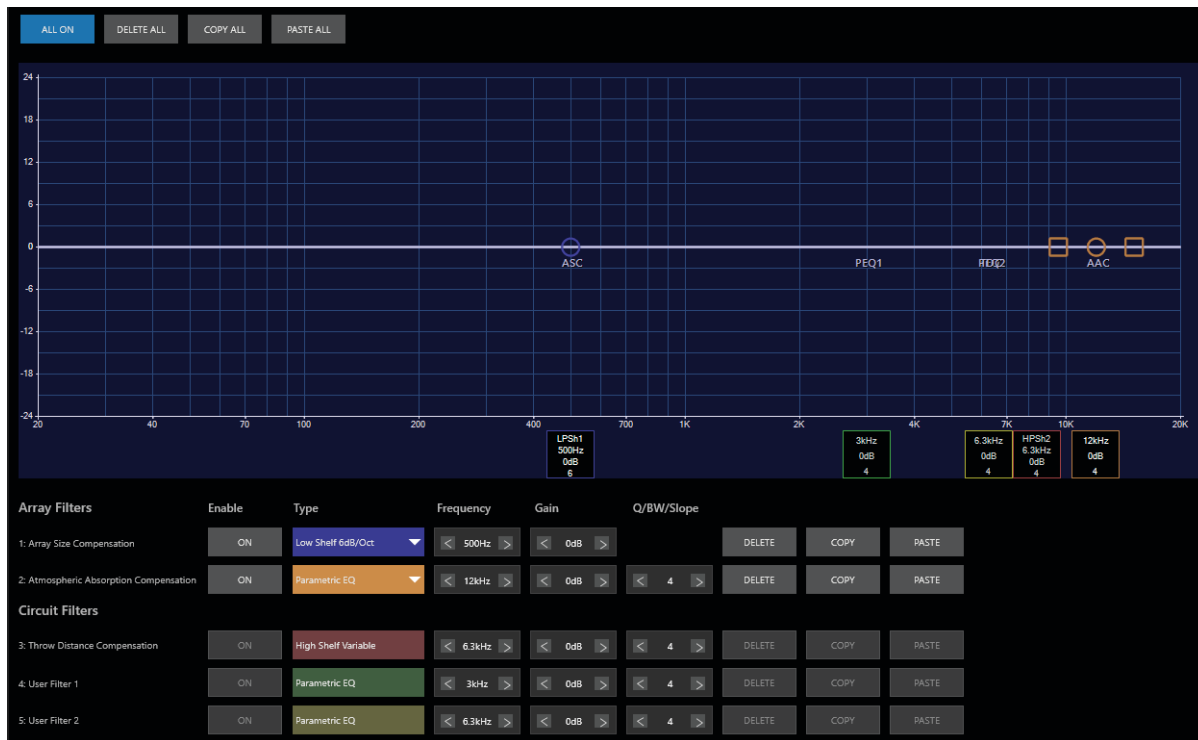 ALL ON DELETE ALL COPY ALL PASTE ALL
24
18
12
6
0
ASC PEQ1 AAC
-6
-12
-18
-24
20 40 70 100 200 400 700 1K 2K 4K 7K 10K 20K
LPSh1
500Hz
0dB
6
3kHz
0dB
4
6.3kHz
0dB
4
HPSh2
6.3kHz
0dB
4
12kHz
0dB
4
Array Filters Enable Type Frequency Gain Q/BW/Slope
1: Array Size Compensation ON Low Shelf 6dB/Oct < 500Hz > < 0dB > DELETE COPY PASTE
2: Atmospheric Absorption Compensation ON Parametric EQ < 12kHz > < 0dB > < 4 > DELETE COPY PASTE
Circuit Filters
3: Throw Distance Compensation ON High Shelf Variable < 6.3kHz > < 0dB > < 4 > DELETE COPY PASTE
4: User Filter 1 ON Parametric EQ < 3kHz > < 0dB > < 4 > DELETE COPY PASTE
5: User Filter 2 ON Parametric EQ < 6.3kHz > < 0dB > < 4 > DELETE COPY PASTE